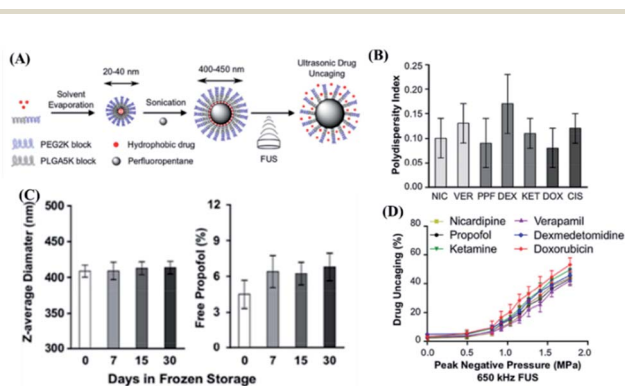 (A)
20-40 nm
400-450 nm
Ultrasonic Drug
Uncaging
Solvent
Evaporation
Sonication
FUS
PEG2K block
Hydrophobic drug
PLGA5K block
Perfluoropentane
(B)
Polydispersity Index
0.25
0.20
0.15
0.10
0.05
0.00
NIC VER PPF DEX KET DOX CIS
(C)
Z-average Diamater (nm)
500
450
400
350
300
0 7 15 30
Free Propofol (%)
12
9
6
3
0
0 7 15 30
Days in Frozen Storage
(D)
Nicardipine
Verapamil
Propofol
Dexmedetomidine
Ketamine
Doxorubicin
Drug Uncaging (%)
80
60
40
20
0
0.0 0.5 1.0 1.5 2.0
Peak Negative Pressure (MPa)
650 kHz FUS